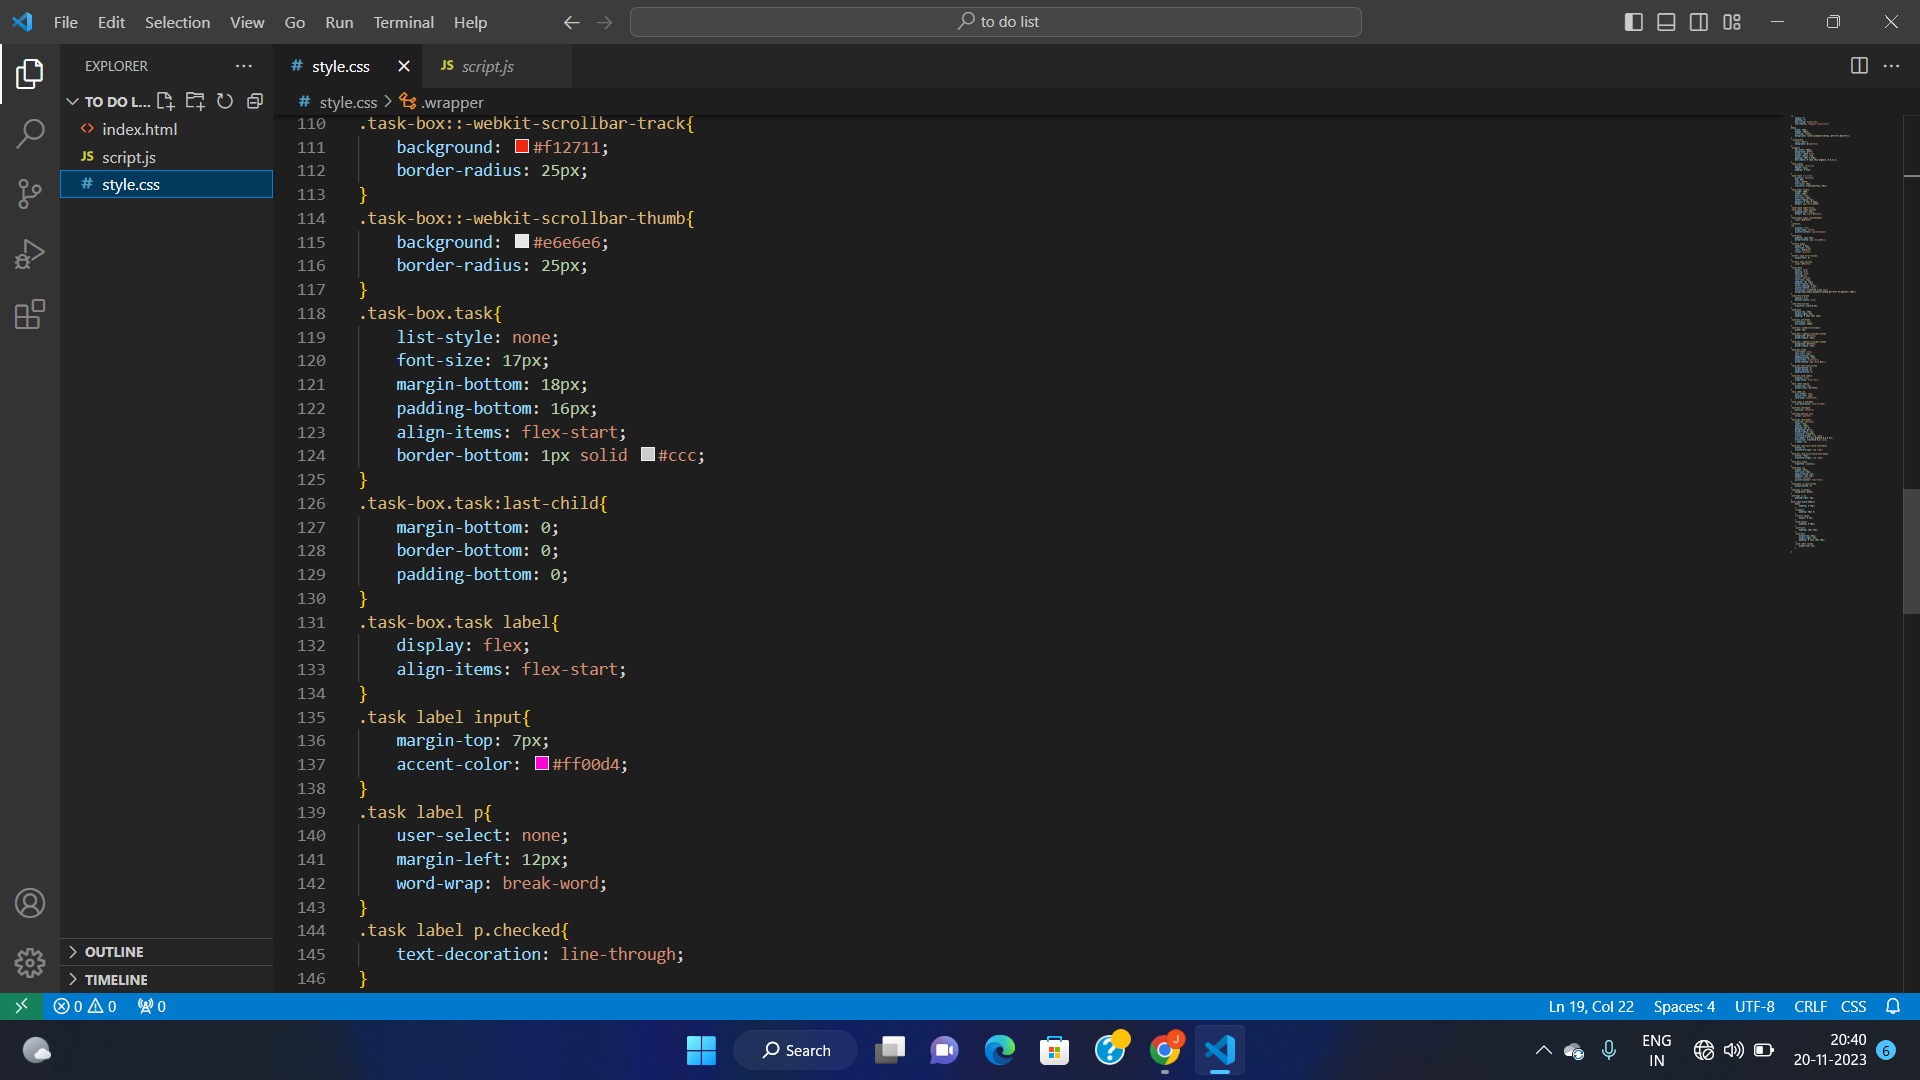 File Edit Selection View Go Run Terminal Help
to do list
EXPLORER
TO DO L...
index.html
JS script.js
# style.css
OUTLINE
TIMELINE
# style.css
JS script.js
# style.css > .wrapper
110 .task-box::-webkit-scrollbar-track{
111 background: #f12711;
112 border-radius: 25px;
113 }
114 .task-box::-webkit-scrollbar-thumb{
115 background: #e6e6e6;
116 border-radius: 25px;
117 }
118 .task-box.task{
119 list-style: none;
120 font-size: 17px;
121 margin-bottom: 18px;
122 padding-bottom: 16px;
123 align-items: flex-start;
124 border-bottom: 1px solid #ccc;
125 }
126 .task-box.task:last-child{
127 margin-bottom: 0;
128 border-bottom: 0;
129 padding-bottom: 0;
130 }
131 .task-box.task label{
132 display: flex;
133 align-items: flex-start;
134 }
135 .task label input{
136 margin-top: 7px;
137 accent-color: #ff00d4;
138 }
139 .task label p{
140 user-select: none;
141 margin-left: 12px;
142 word-wrap: break-word;
143 }
144 .task label p.checked{
145 text-decoration: line-through;
146 }
0 0 0
Ln 19, Col 22 Spaces: 4 UTF-8 CRLF CSS
Search
J
ENG
IN
20:40
20-11-2023
6